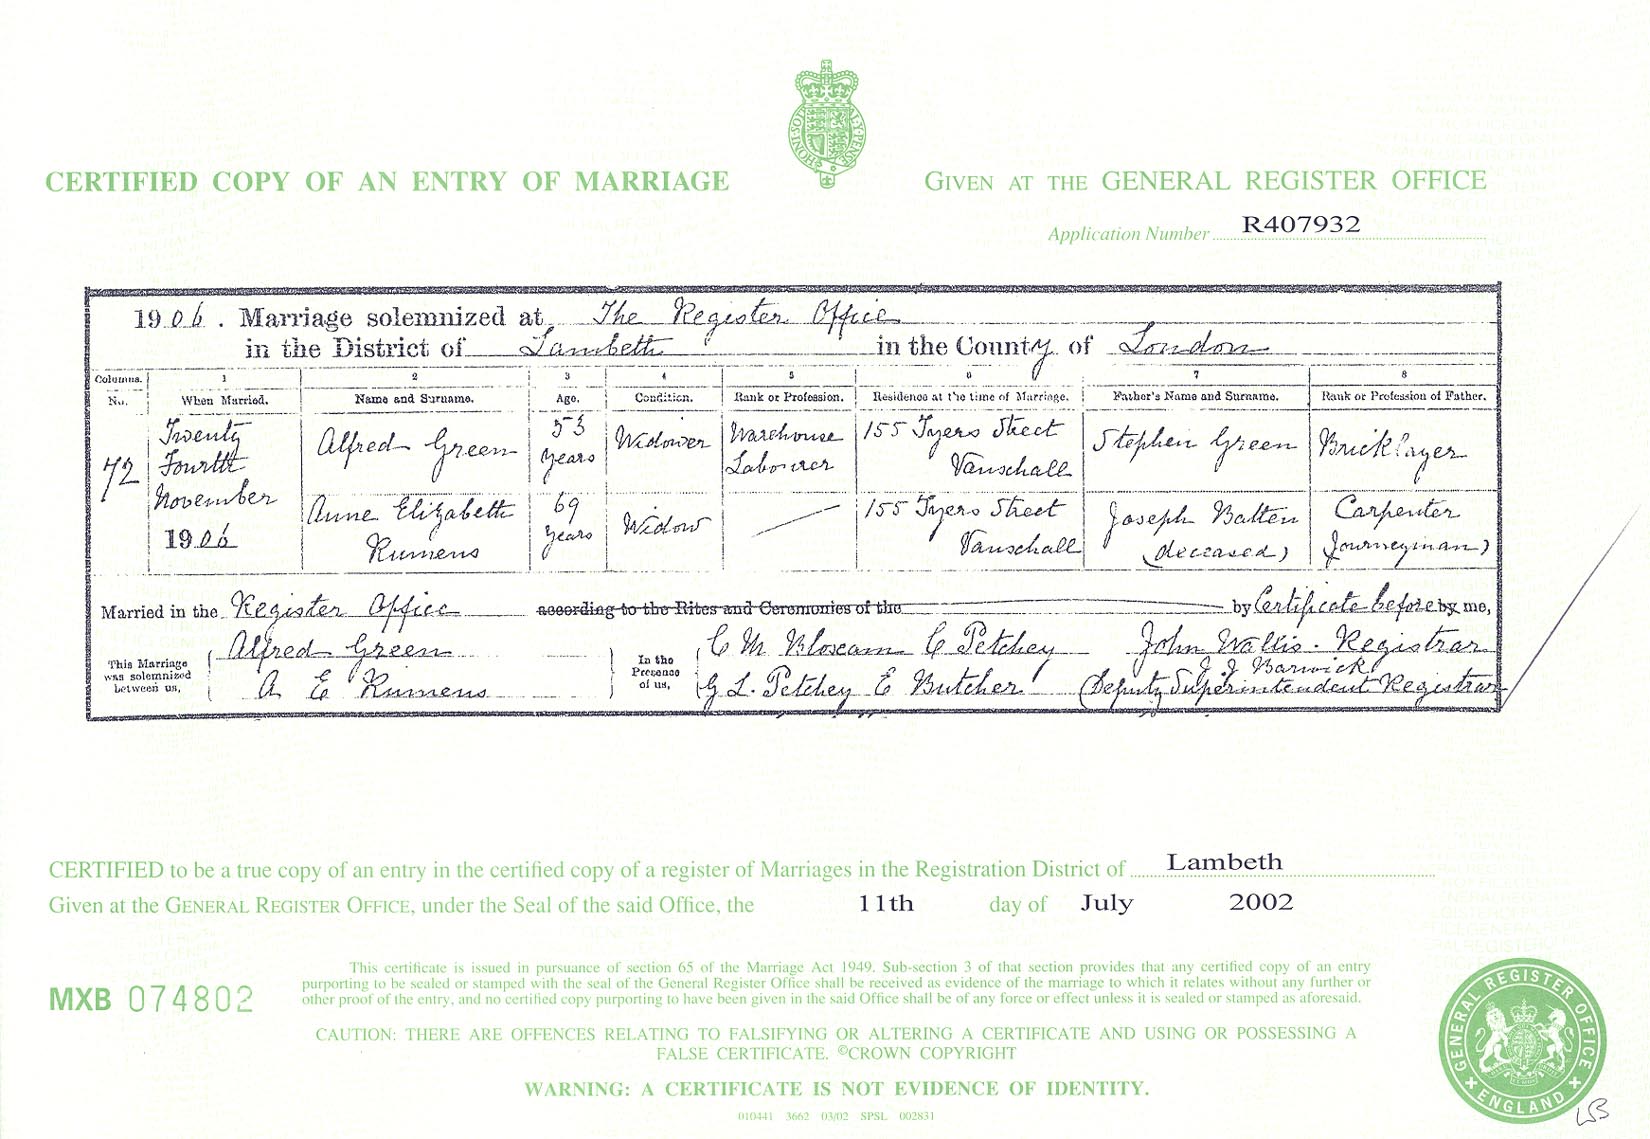 HONI·SOI
AL·Y·PENSE
CERTIFIED COPY OF AN ENTRY OF MARRIAGE
GIVEN AT THE GENERAL REGISTER OFFICE
Application Number R407932
1906. Marriage solemnized at The Register Office
in the District of Lambeth in the County of London
Columns. 1 2 3 4 5 6 7 8
No. When Married. Name and Surname. Age. Condition. Rank or Profession. Residence at the time of Marriage. Father's Name and Surname. Rank or Profession of Father.
72
Twenty
Fourth
November
1906
Alfred Green
53
years
Widower
Warehouse
Labourer
155 Tyers Street
Vauxhall
Stephen Green
Bricklayer
Anne Elizabeth
Rumens
69
years
Widow
155 Tyers Street
Vauxhall
Joseph Batten
(deceased)
Carpenter
(Journeyman)
Married in the Register Office according to the Rites and Ceremonies of the by Certificate before by me,
This Marriage
was solemnized
between us,
Alfred Green
A E Rumens
In the
Presence
of us,
C M Bloxam C Petchey
G L. Petchey E Butcher
John Wallis. Registrar
J. J Barwick
(Deputy Superintendent Registrar
CERTIFIED to be a true copy of an entry in the certified copy of a register of Marriages in the Registration District of Lambeth
Given at the GENERAL REGISTER OFFICE, under the Seal of the said Office, the 11th day of July 2002
This certificate is issued in pursuance of section 65 of the Marriage Act 1949. Sub-section 3 of that section provides that any certified copy of an entry
purporting to be sealed or stamped with the seal of the General Register Office shall be received as evidence of the marriage to which it relates without any further or
other proof of the entry, and no certified copy purporting to have been given in the said Office shall be of any force or effect unless it is sealed or stamped as aforesaid.
MXB 074802
CAUTION: THERE ARE OFFENCES RELATING TO FALSIFYING OR ALTERING A CERTIFICATE AND USING OR POSSESSING A
FALSE CERTIFICATE. ©CROWN COPYRIGHT
WARNING: A CERTIFICATE IS NOT EVIDENCE OF IDENTITY.
010441 3662 03/02 SPSL 002831
GENERAL REGISTER OFFICE
ENGLAND